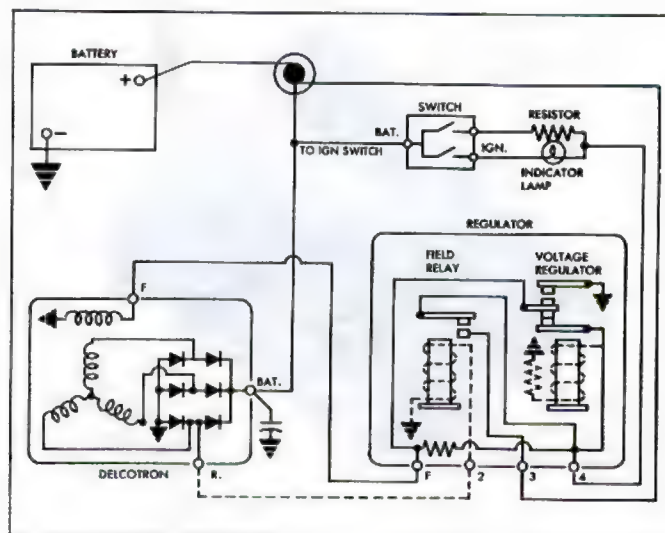 BATTERY
+
−
SWITCH
BAT.
TO IGN SWITCH
IGN.
RESISTOR
INDICATOR
LAMP
REGULATOR
FIELD
RELAY
VOLTAGE
REGULATOR
F
BAT.
DELCOTRON
R.
F
2
3
4